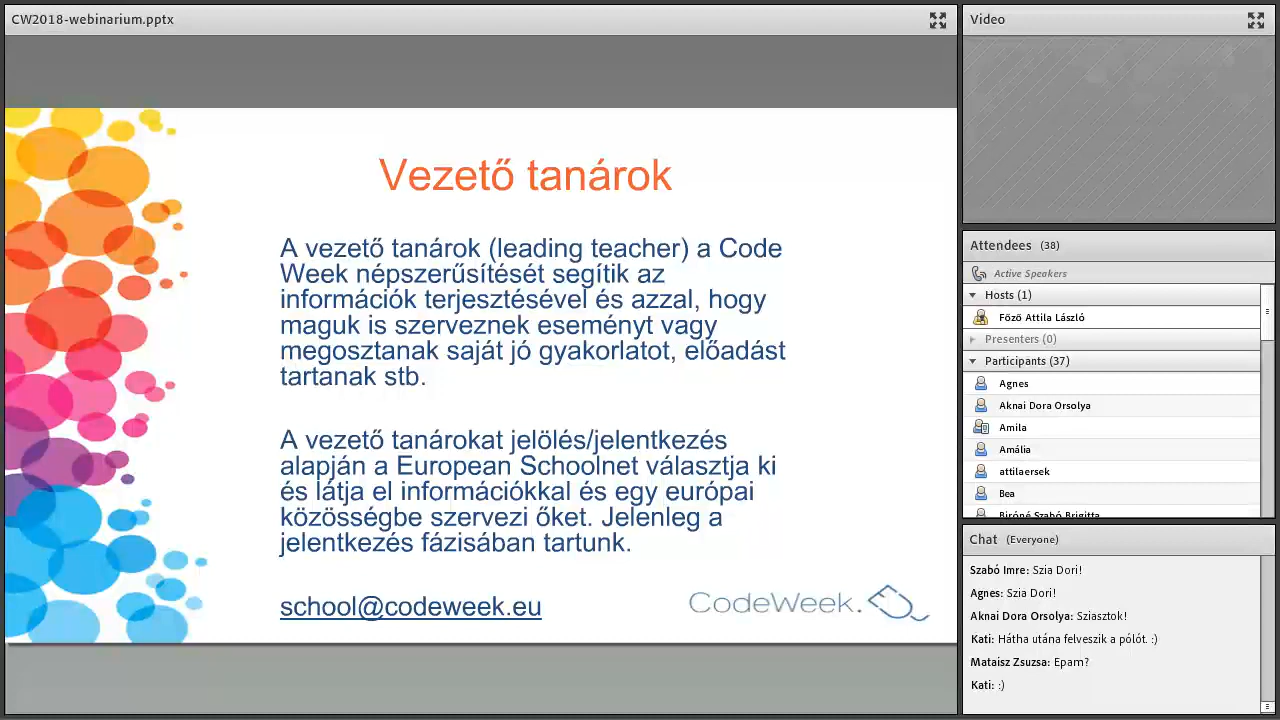 CW2018-webinarium.pptx
Vezető tanárok
A vezető tanárok (leading teacher) a Code
Week népszerűsítését segítik az
információk terjesztésével és azzal, hogy
maguk is szerveznek eseményt vagy
megosztanak saját jó gyakorlatot, előadást
tartanak stb.
A vezető tanárokat jelölés/jelentkezés
alapján a European Schoolnet választja ki
és látja el információkkal és egy európai
közösségbe szervezi őket. Jelenleg a
jelentkezés fázisában tartunk.
school@codeweek.eu
CodeWeek.
Video
Attendees (38)
Active Speakers
Hosts (1)
Főző Attila László
Presenters (0)
Participants (37)
Agnes
Aknai Dora Orsolya
Amila
Amália
attilaersek
Bea
Biróné Szabó Brigitta
Chat (Everyone)
Szabó Imre: Szia Dori!
Agnes: Szia Dori!
Aknai Dora Orsolya: Sziasztok!
Kati: Hátha utána felveszik a pólót. :)
Mataisz Zsuzsa: Epam?
Kati: :)